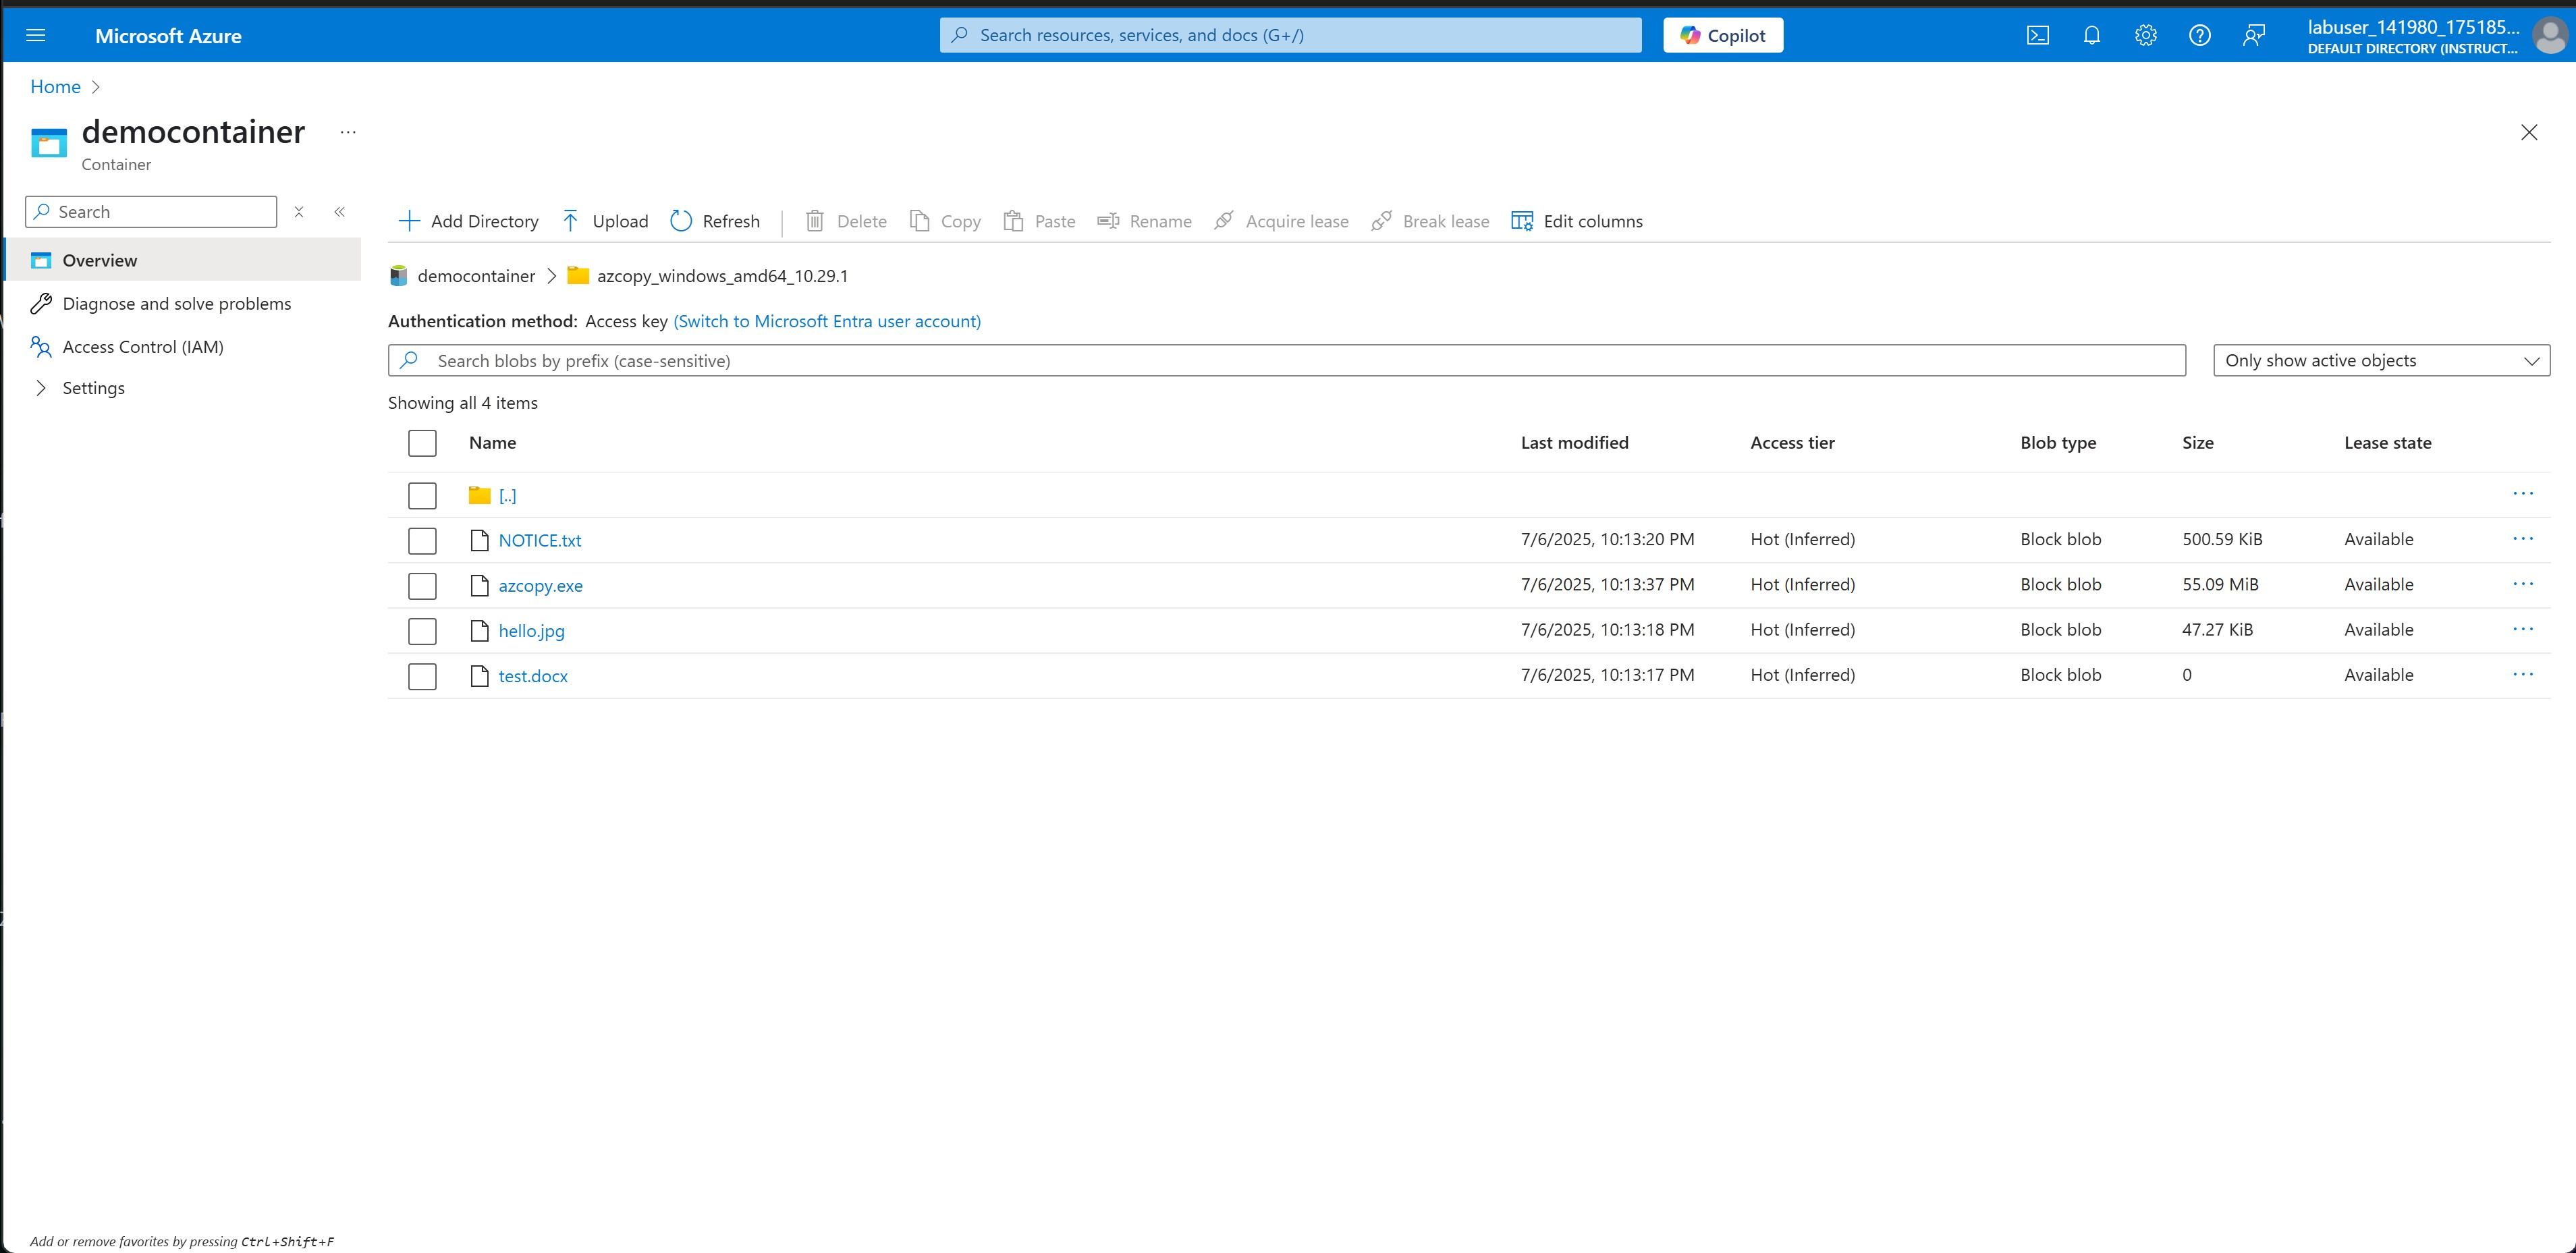 Microsoft Azure
Search resources, services, and docs (G+/)
Copilot
labuser_141980_175185...
DEFAULT DIRECTORY (INSTRUCT...
Home
democontainer
Container
Search
Overview
Diagnose and solve problems
Access Control (IAM)
Settings
Add Directory Upload Refresh Delete Copy Paste Rename Acquire lease Break lease Edit columns
democontainer azcopy_windows_amd64_10.29.1
Authentication method: Access key (Switch to Microsoft Entra user account)
Search blobs by prefix (case-sensitive)
Only show active objects
Showing all 4 items
Name Last modified Access tier Blob type Size Lease state
[..]
NOTICE.txt 7/6/2025, 10:13:20 PM Hot (Inferred) Block blob 500.59 KiB Available
azcopy.exe 7/6/2025, 10:13:37 PM Hot (Inferred) Block blob 55.09 MiB Available
hello.jpg 7/6/2025, 10:13:18 PM Hot (Inferred) Block blob 47.27 KiB Available
test.docx 7/6/2025, 10:13:17 PM Hot (Inferred) Block blob 0 Available
Add or remove favorites by pressing Ctrl+Shift+F